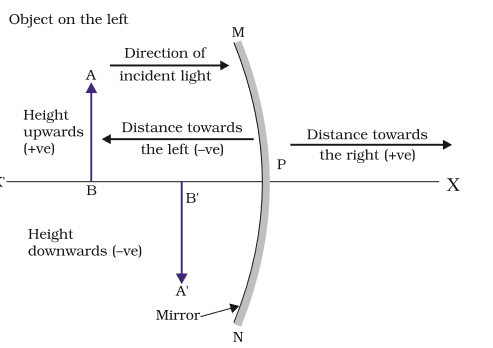 Object on the left
M
Direction of
incident light
A
Height
upwards
(+ve)
Distance towards
the left (–ve)
Distance towards
the right (+ve)
P
B
B'
X
Height
downwards (–ve)
A'
Mirror
N